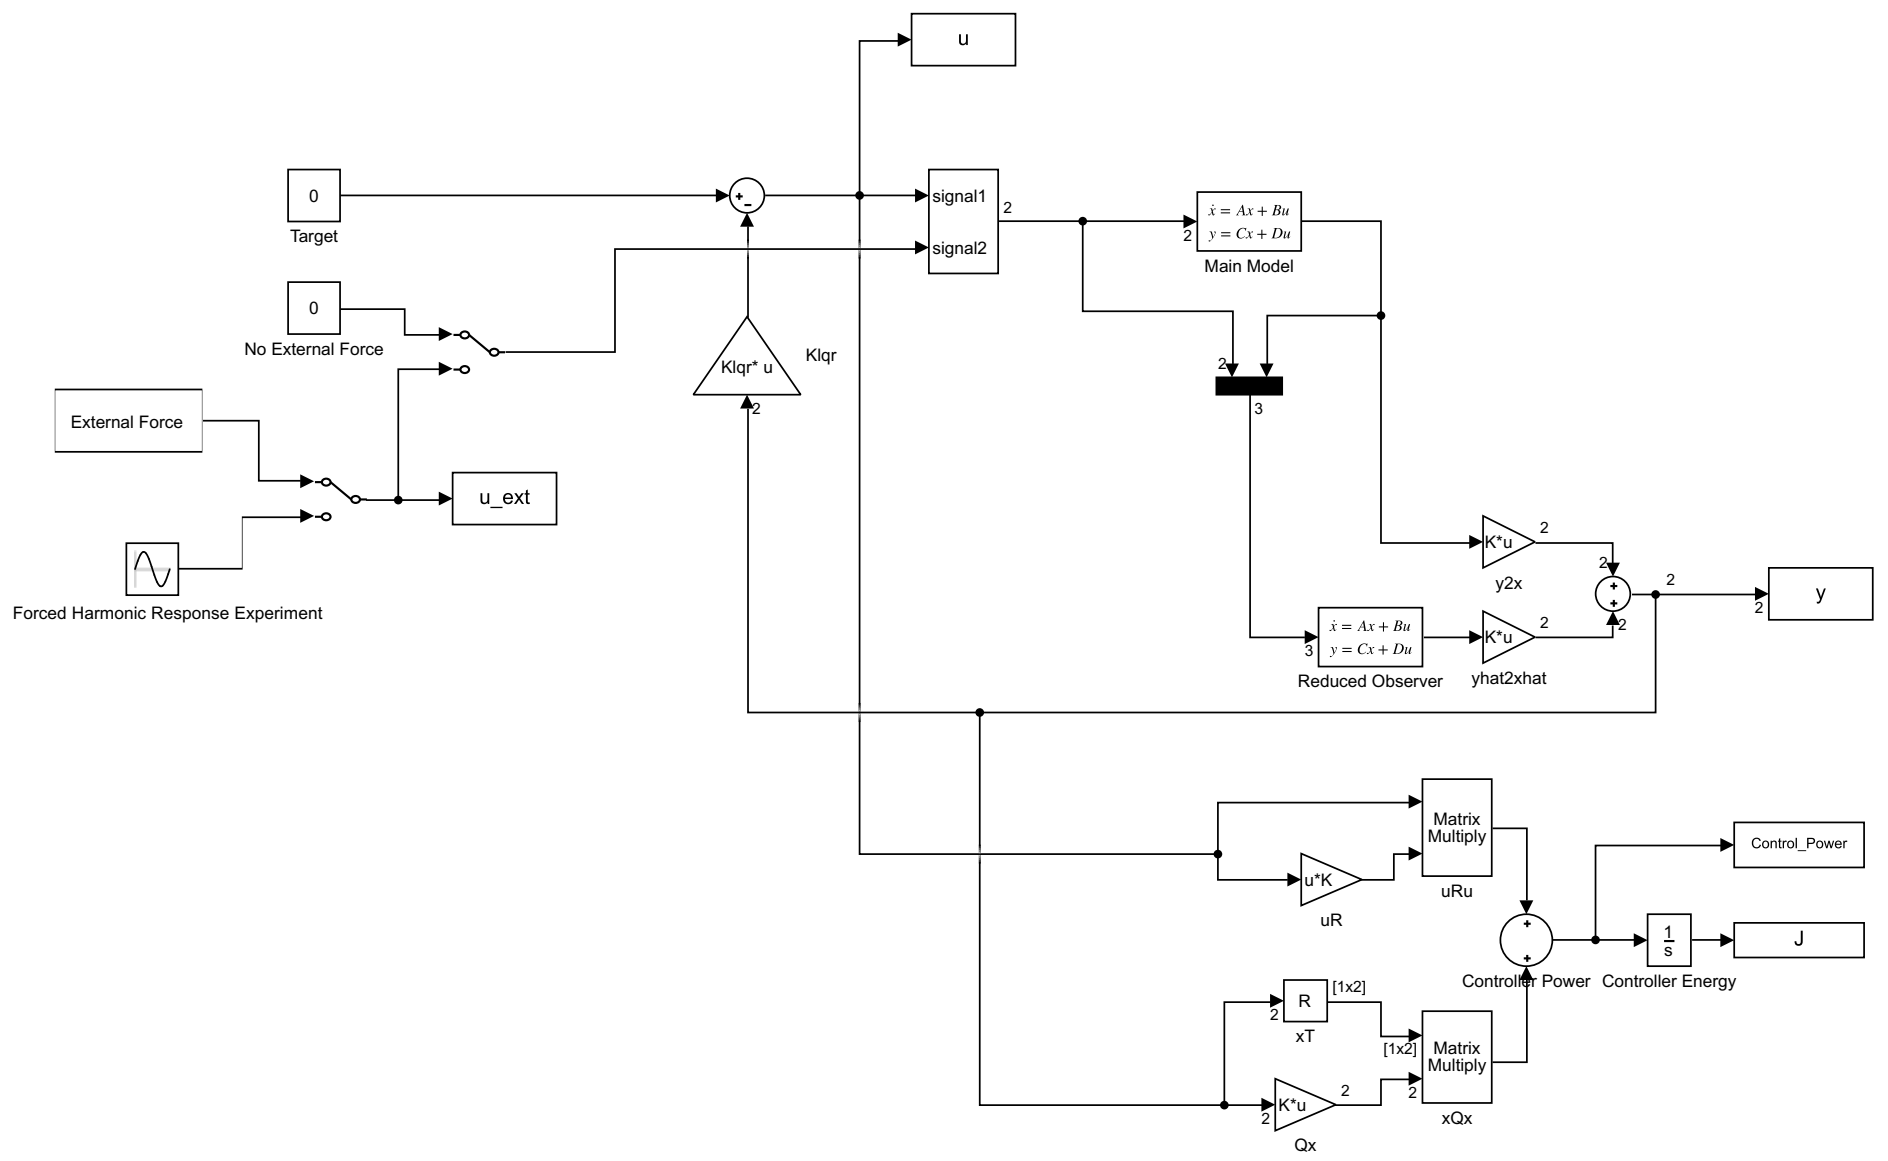 u
0
Target
+
−
signal1
signal2
2
2
ẋ = Ax + Bu
y = Cx + Du
Main Model
0
No External Force
Klqr* u
Klqr
2
2
3
External Force
u_ext
Forced Harmonic Response Experiment
K*u
2
y2x
2
+
+
2
2
2
y
3
ẋ = Ax + Bu
y = Cx + Du
Reduced Observer
K*u
2
yhat2xhat
Matrix
Multiply
uRu
u*K
uR
Control_Power
+
+
Controller Power
1
s
Controller Energy
J
2
R
[1x2]
xT
[1x2]
2
Matrix
Multiply
xQx
2
K*u
2
Qx